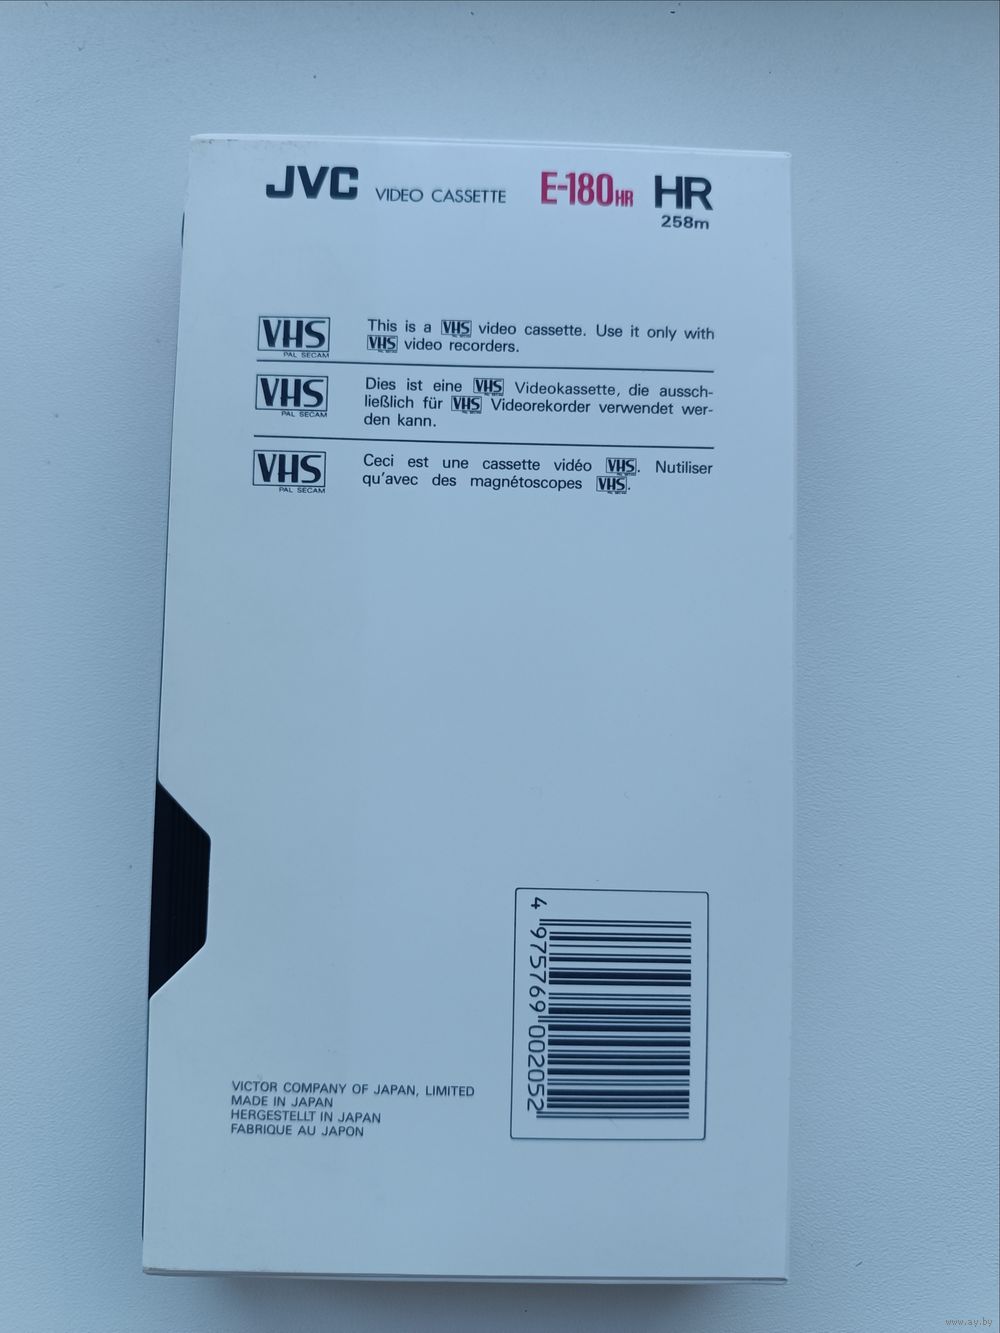 JVC VIDEO CASSETTE E-180HR HR
258m
VHS
PAL SECAM
This is a VHS video cassette. Use it only with
VHS video recorders.
VHS
PAL SECAM
Dies ist eine VHS Videokassette, die aussch-
ließlich für VHS Videorekorder verwendet wer-
den kann.
VHS
PAL SECAM
Ceci est une cassette vidéo VHS. Nutiliser
qu'avec des magnétoscopes VHS.
4 975769 002052
VICTOR COMPANY OF JAPAN, LIMITED
MADE IN JAPAN
HERGESTELLT IN JAPAN
FABRIQUE AU JAPON
www.ay.by